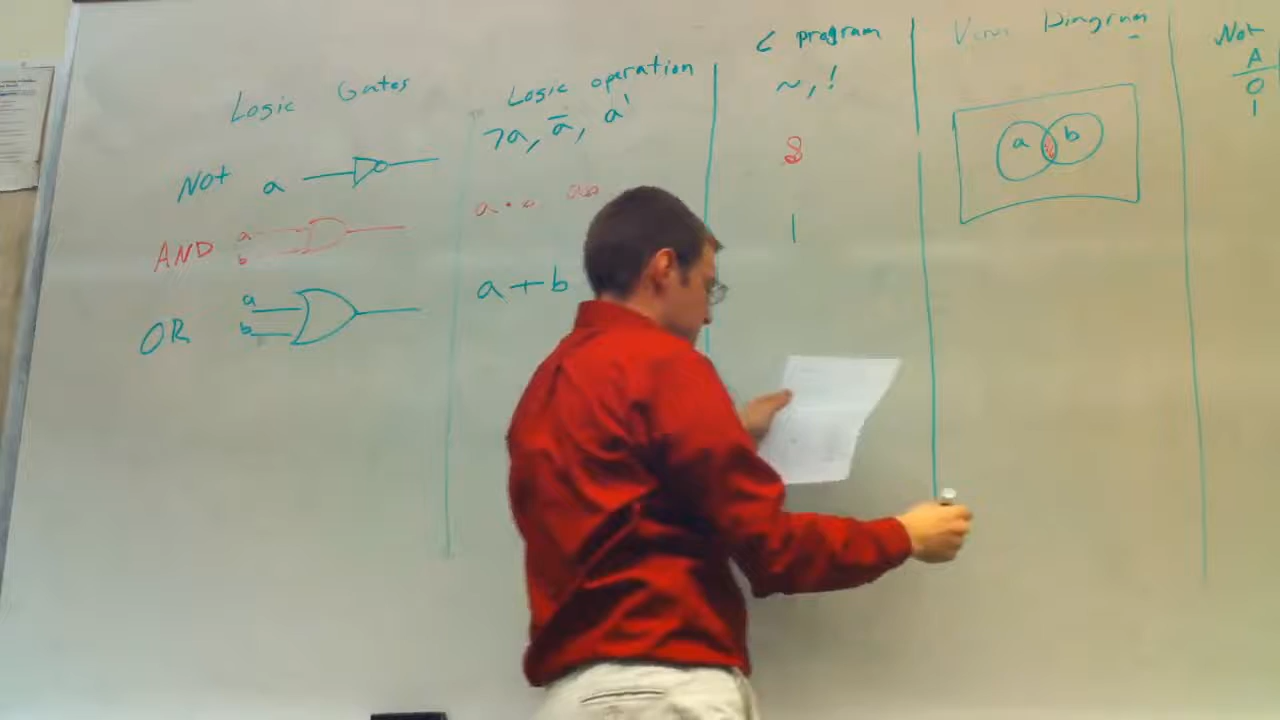 Logic Gates
Logic operation
C program
Venn Diagram
Not
A
0
1
NOT a
¬a, a̅, a'
~, !
a b
AND a
b
&
OR a
b
a + b
|